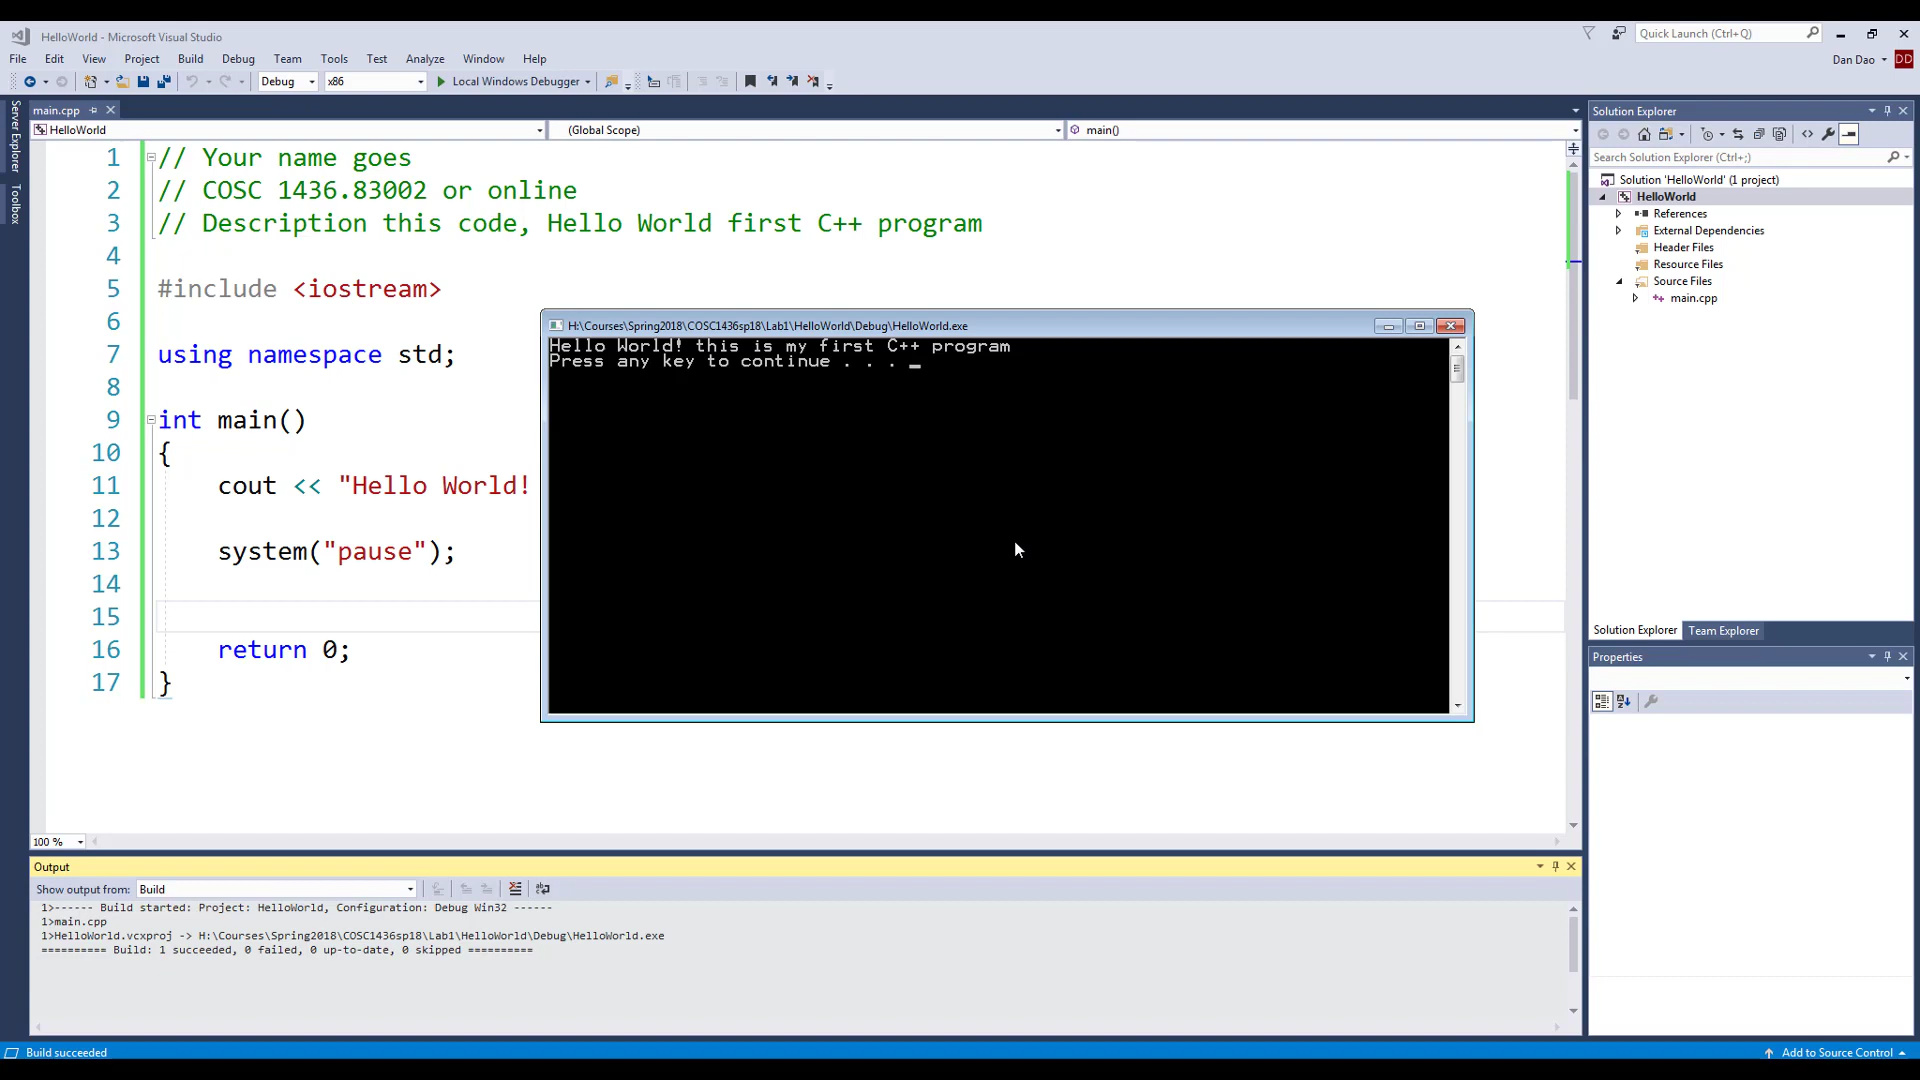 HelloWorld - Microsoft Visual Studio
Quick Launch (Ctrl+Q)
File Edit View Project Build Debug Team Tools Test Analyze Window Help
Dan Dao
DD
Debug x86 Local Windows Debugger
Server Explorer
Toolbox
main.cpp
HelloWorld (Global Scope) main()
1 // Your name goes
2 // COSC 1436.83002 or online
3 // Description this code, Hello World first C++ program
4
5 #include <iostream>
6
7 using namespace std;
8
9 int main()
10 {
11 cout << "Hello World!
12
13 system("pause");
14
15
16 return 0;
17 }
H:\Courses\Spring2018\COSC1436sp18\Lab1\HelloWorld\Debug\HelloWorld.exe
Hello World! this is my first C++ program
Press any key to continue . . . _
100 %
Output
Show output from: Build
1>------ Build started: Project: HelloWorld, Configuration: Debug Win32 ------
1>main.cpp
1>HelloWorld.vcxproj -> H:\Courses\Spring2018\COSC1436sp18\Lab1\HelloWorld\Debug\HelloWorld.exe
========== Build: 1 succeeded, 0 failed, 0 up-to-date, 0 skipped ==========
Solution Explorer
Search Solution Explorer (Ctrl+;)
Solution 'HelloWorld' (1 project)
HelloWorld
References
External Dependencies
Header Files
Resource Files
Source Files
main.cpp
Solution Explorer Team Explorer
Properties
Build succeeded
Add to Source Control